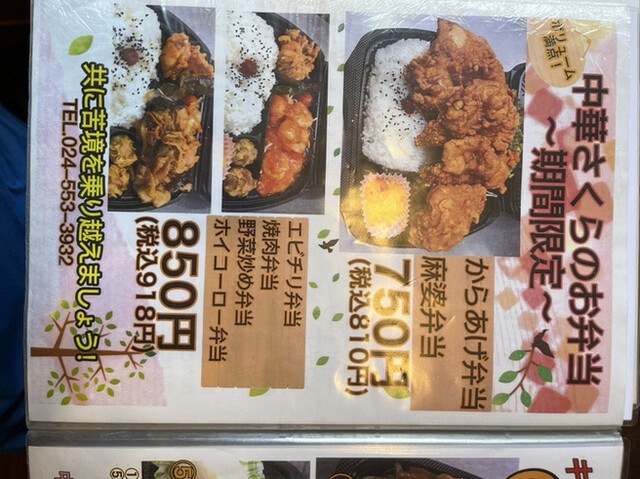 中華さくらのお弁当
～期間限定～
ボリューム
満点！
からあげ弁当
麻婆弁当
750円
(税込810円)
エビチリ弁当
焼肉弁当
野菜炒め弁当
ホイコーロー弁当
850円
(税込918円)
共に苦境を乗り越えましょう！
TEL.024-553-3932
キ
⑤
①
中